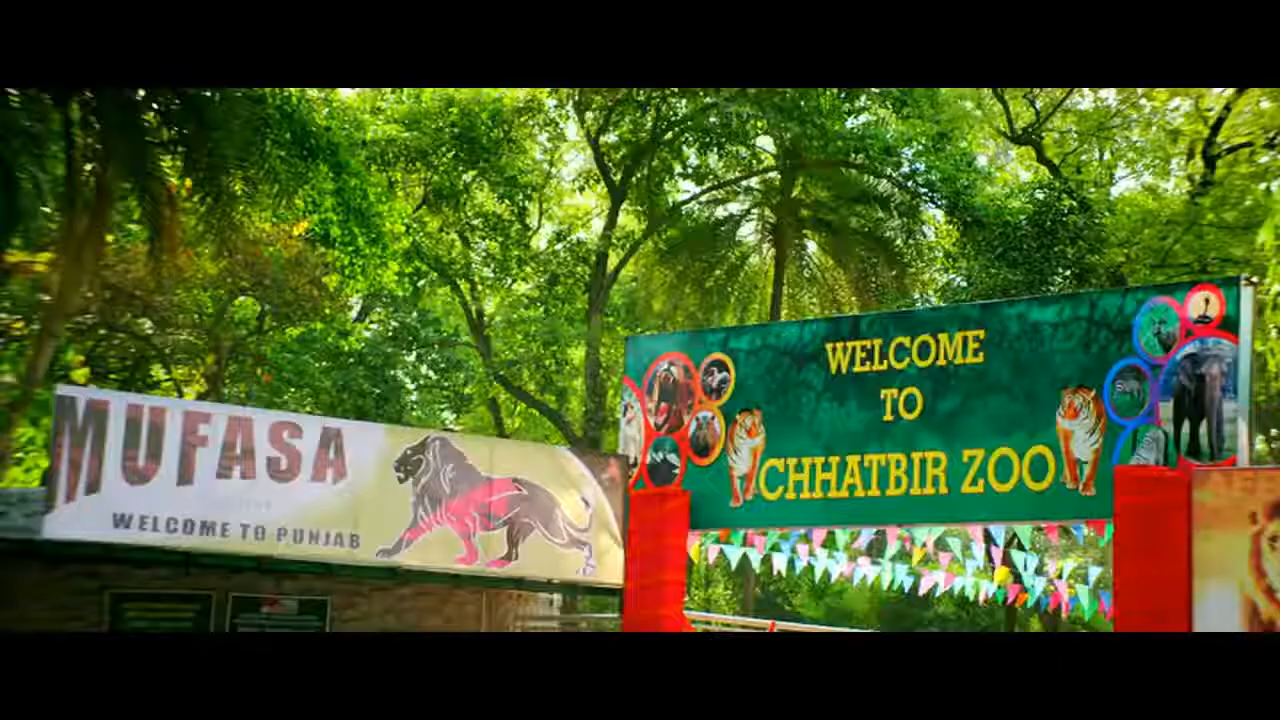 MUFASA
WELCOME TO PUNJAB
WELCOME
TO
CHHATBIR ZOO